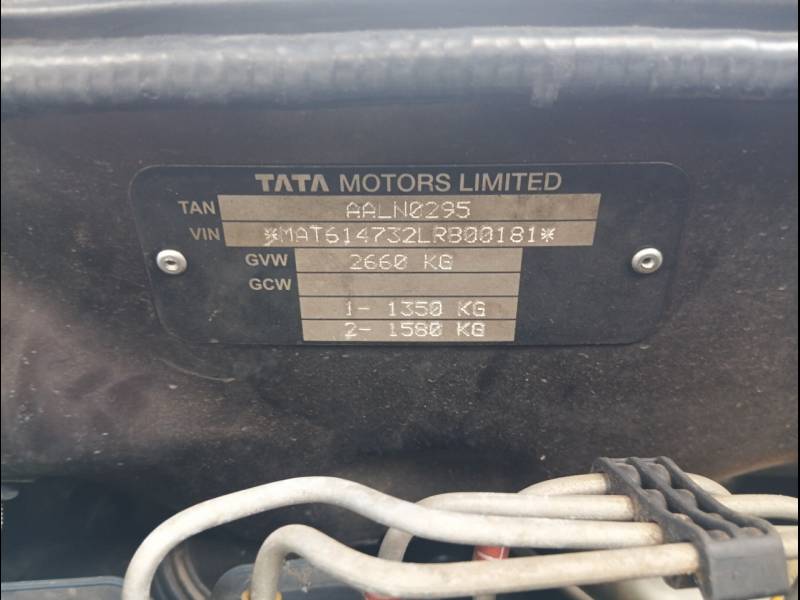 TATA MOTORS LIMITED
TAN AALN0295
VIN *MAT614732LRB00181*
GVW 2660 KG
GCW
1- 1350 KG
2- 1580 KG